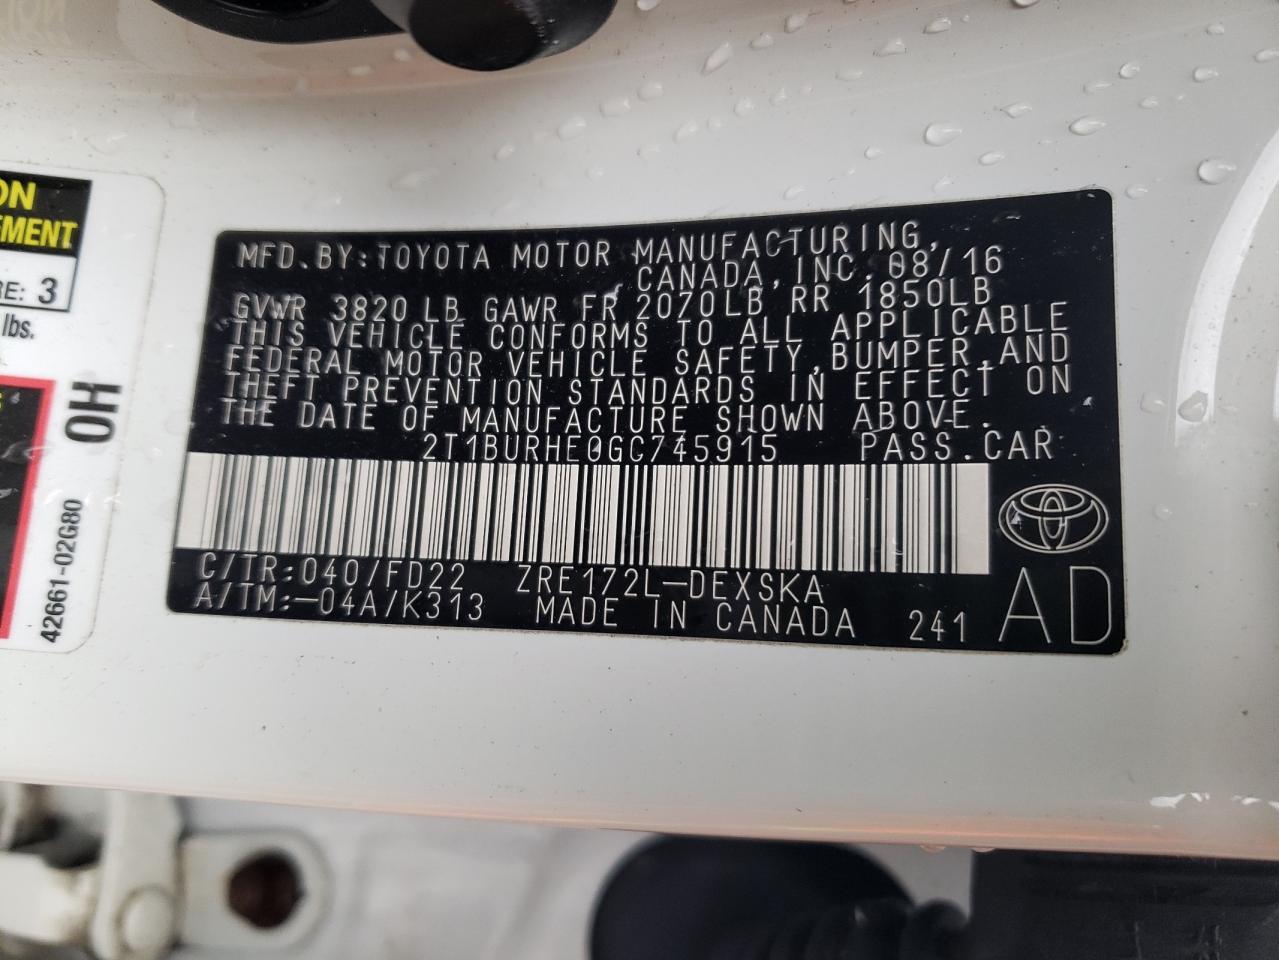 ON
EMENT
RE: 3
lbs.
OH
42661-02G80
MFD.BY:TOYOTA MOTOR MANUFACTURING,
CANADA,INC.08/16
GVWR 3820 LB GAWR FR 2070LB RR 1850LB
THIS VEHICLE CONFORMS TO ALL APPLICABLE
FEDERAL MOTOR VEHICLE SAFETY,BUMPER,AND
THEFT PREVENTION STANDARDS IN EFFECT ON
THE DATE OF MANUFACTURE SHOWN ABOVE.
2T1BURHE0GC745915 PASS.CAR
C/TR:040/FD22 ZRE172L-DEXSKA
A/TM:-04A/K313 MADE IN CANADA 241 AD